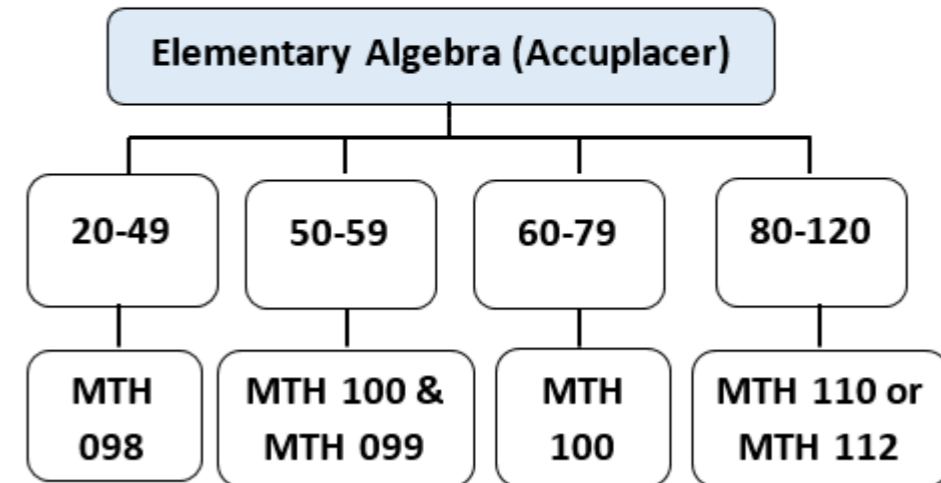 Elementary Algebra (Accuplacer)
20-49
50-59
60-79
80-120
MTH
098
MTH 100 &
MTH 099
MTH
100
MTH 110 or
MTH 112